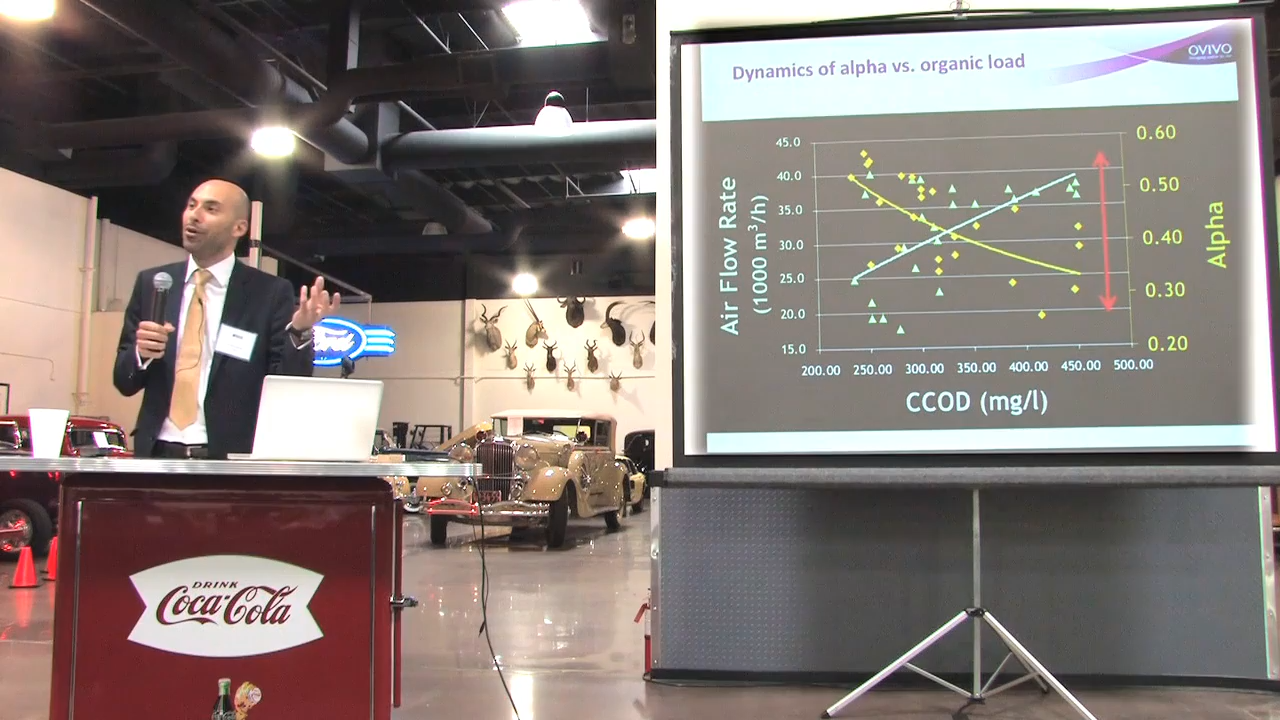 Dynamics of alpha vs. organic load
OVIVO
45.0
40.0
35.0
30.0
25.0
20.0
15.0
Air Flow Rate
(1000 m³/h)
0.60
0.50
0.40
0.30
0.20
Alpha
200.00 250.00 300.00 350.00 400.00 450.00 500.00
CCOD (mg/l)
Ford
DRINK
Coca-Cola